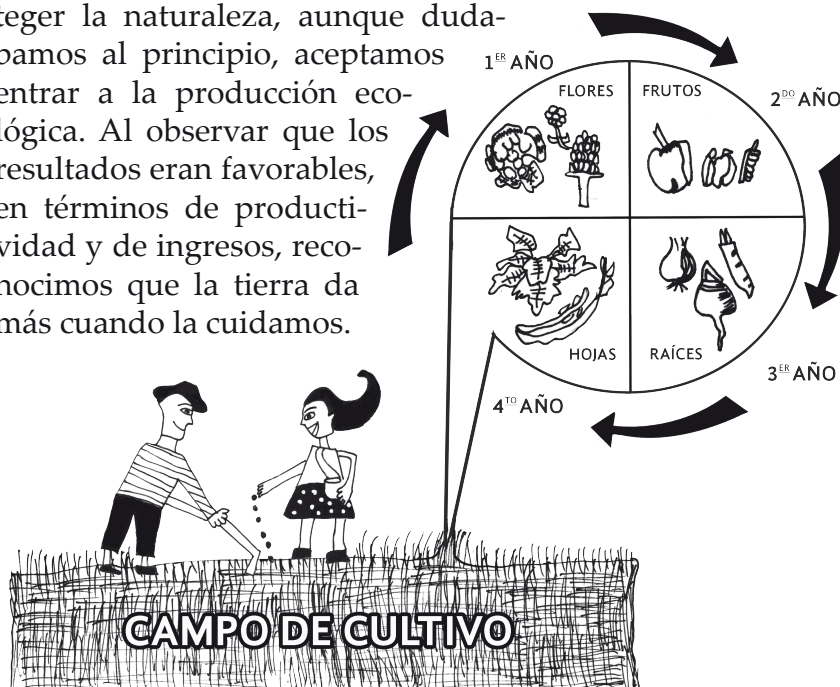 teger la naturaleza, aunque duda-
bamos al principio, aceptamos
entrar a la producción eco-
lógica. Al observar que los
resultados eran favorables,
en términos de producti-
vidad y de ingresos, reco-
nocimos que la tierra da
más cuando la cuidamos.
1ER AÑO
FLORES
FRUTOS
2DO AÑO
HOJAS
RAÍCES
3ER AÑO
4TO AÑO
CAMPO DE CULTIVO